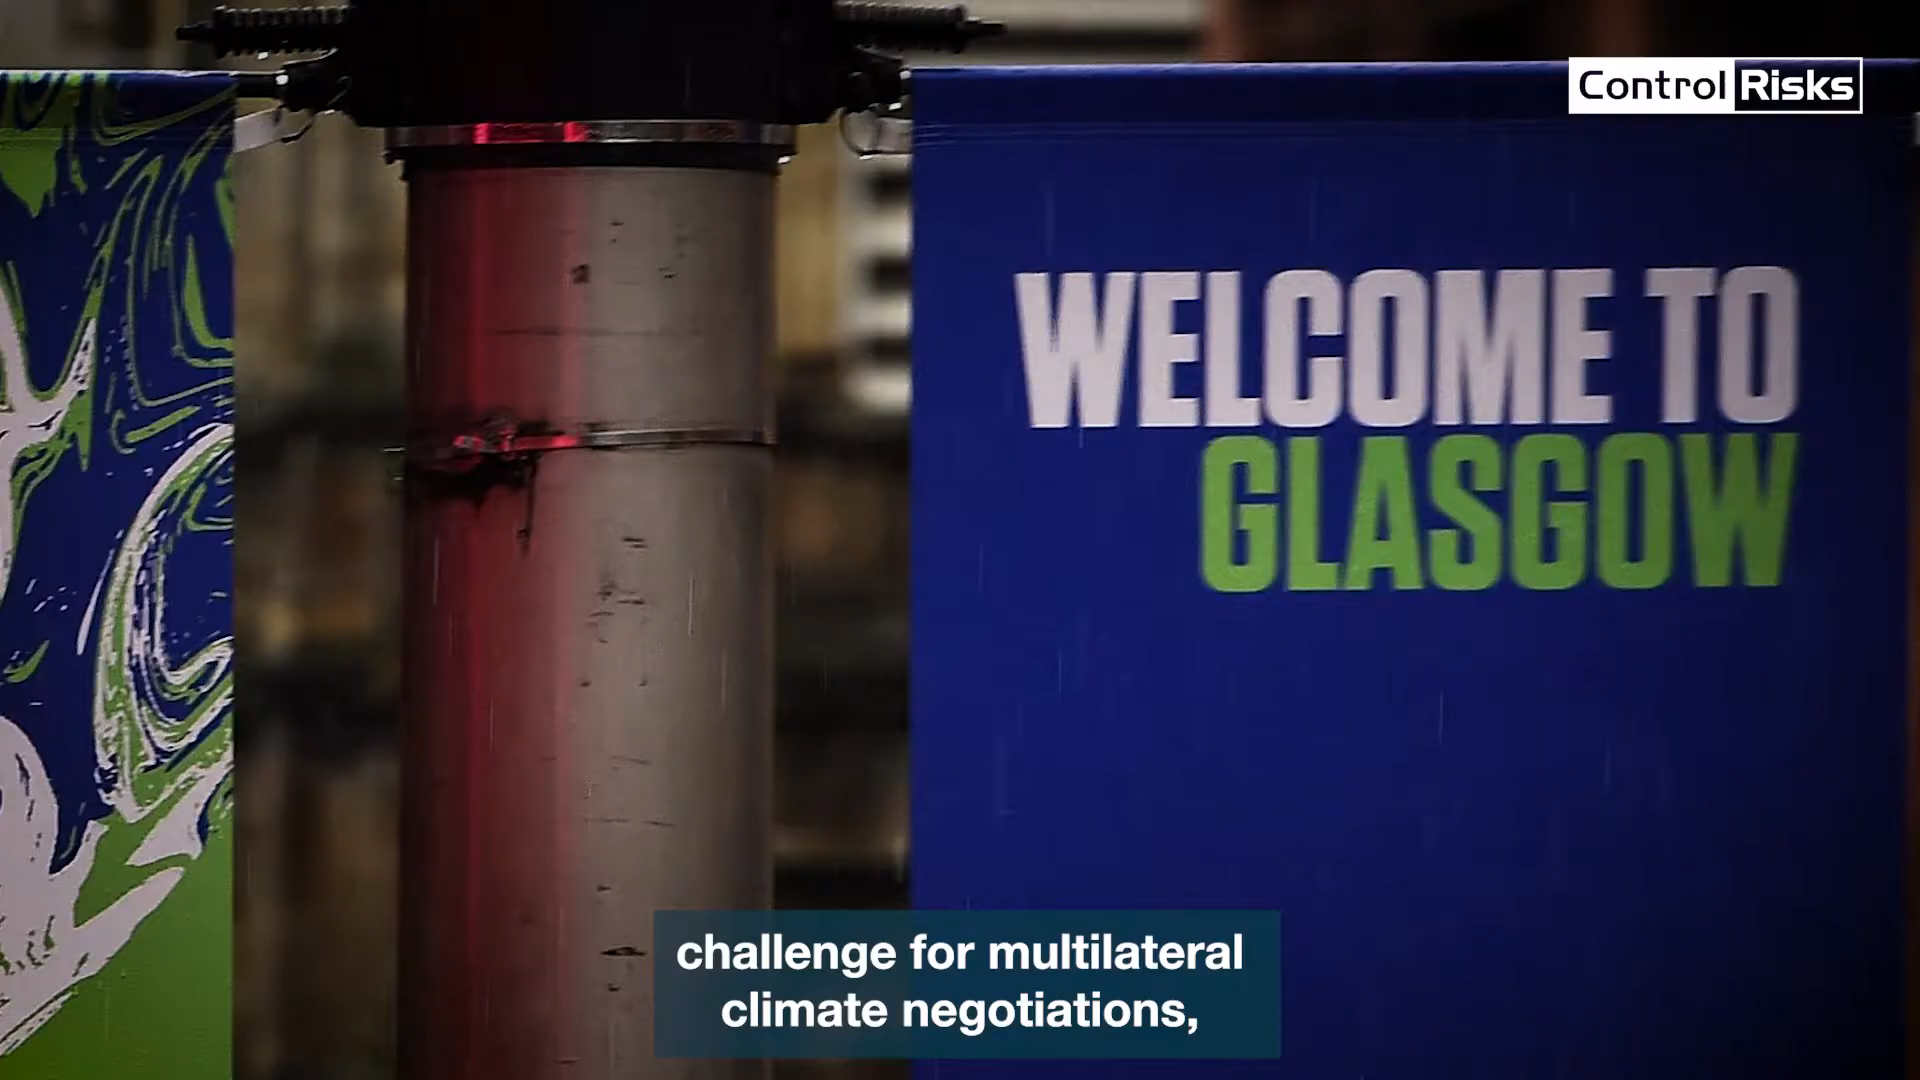 Control Risks
WELCOME TO
GLASGOW
challenge for multilateral
climate negotiations,